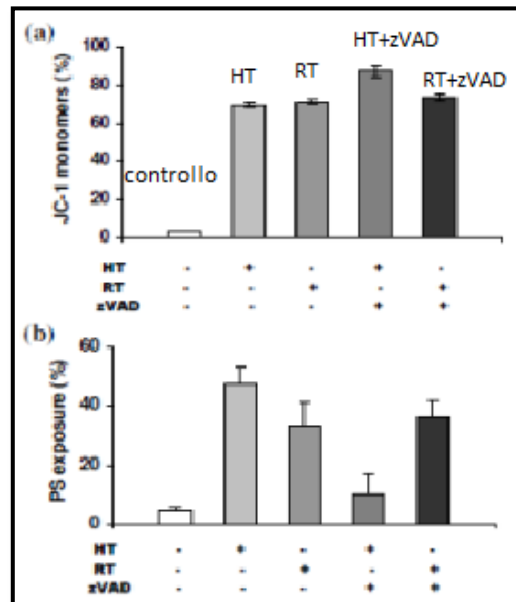 (a)
JC-1 monomers (%)
100
80
60
40
20
0
controllo
HT
RT
HT+zVAD
RT+zVAD
HT - + - + -
RT - - + - +
zVAD - - - + +
(b)
PS exposure (%)
60
40
20
0
HT - + - + -
RT - - + - +
zVAD - - - + +